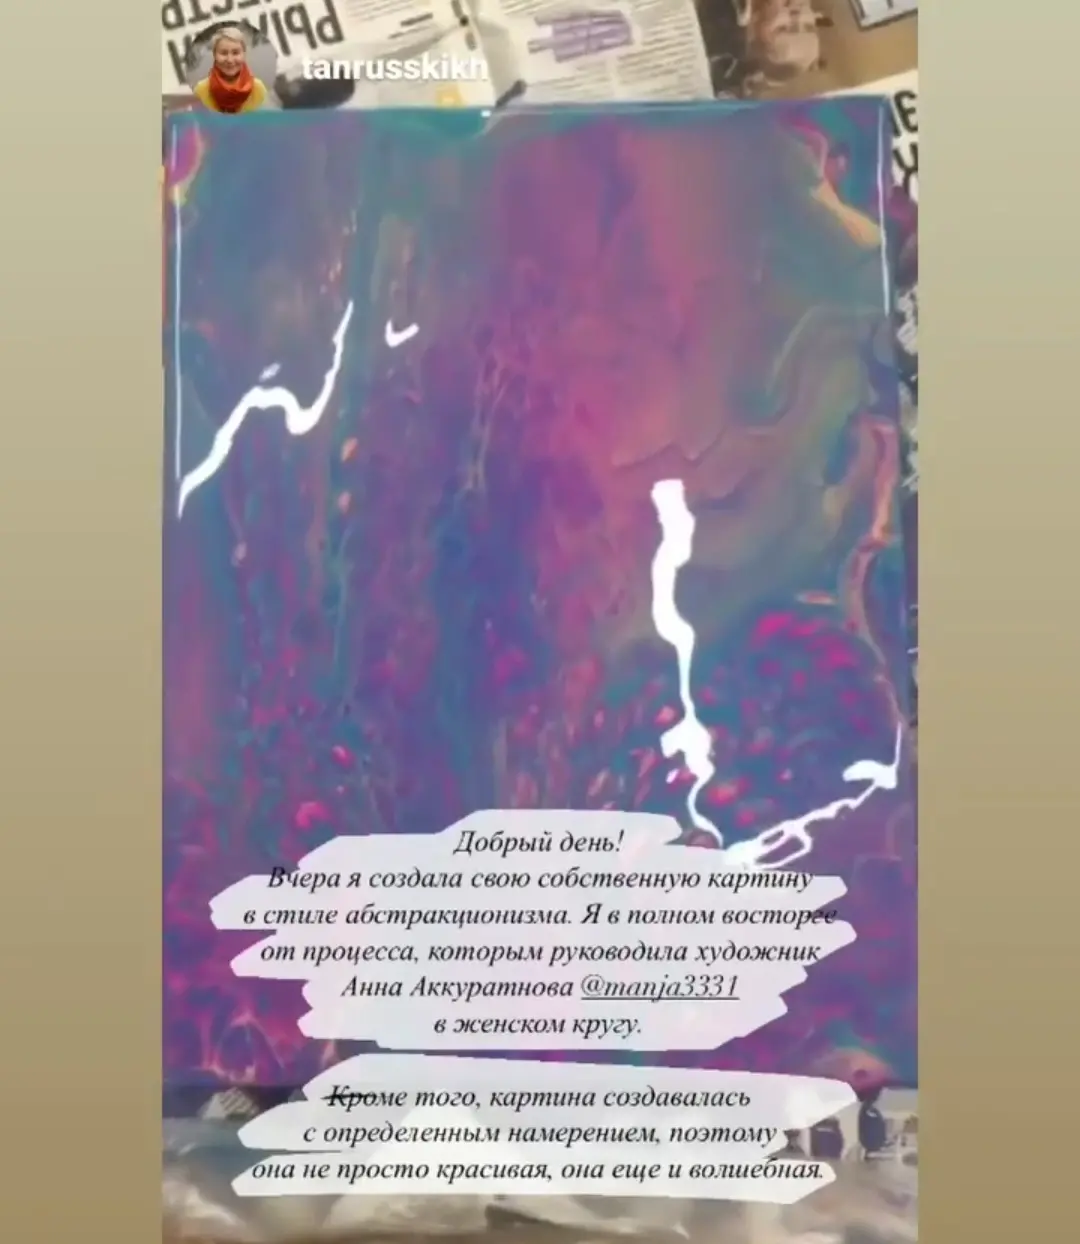 tanrusskikh
Добрый день!
Вчера я создала свою собственную картину
в стиле абстракционизма. Я в полном восторге
от процесса, которым руководила художник
Анна Аккуратнова @manja3331
в женском кругу.
Кроме того, картина создавалась
с определенным намерением, поэтому
она не просто красивая, она еще и волшебная.